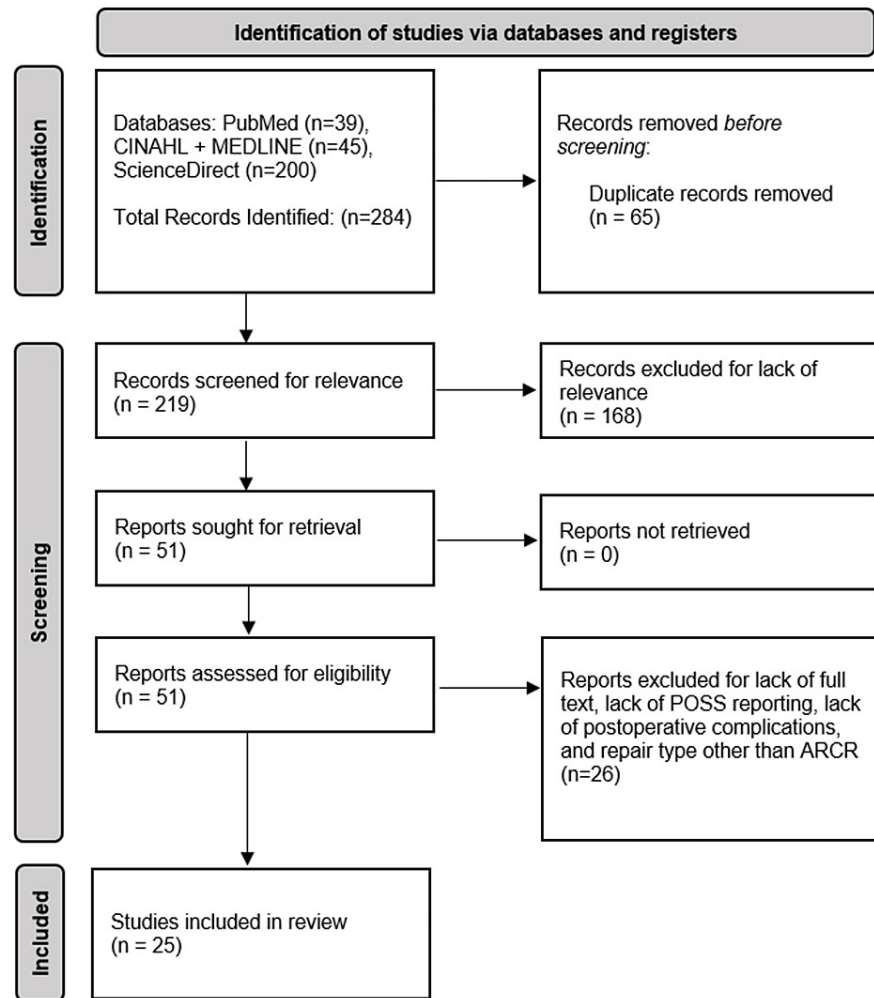 Identification of studies via databases and registers
Identification
Databases: PubMed (n=39),
CINAHL + MEDLINE (n=45),
ScienceDirect (n=200)
Total Records Identified: (n=284)
Records removed before
screening:
Duplicate records removed
(n = 65)
Screening
Records screened for relevance
(n = 219)
Records excluded for lack of
relevance
(n = 168)
Reports sought for retrieval
(n = 51)
Reports not retrieved
(n = 0)
Reports assessed for eligibility
(n = 51)
Reports excluded for lack of full
text, lack of POSS reporting, lack
of postoperative complications,
and repair type other than ARCR
(n=26)
Included
Studies included in review
(n = 25)